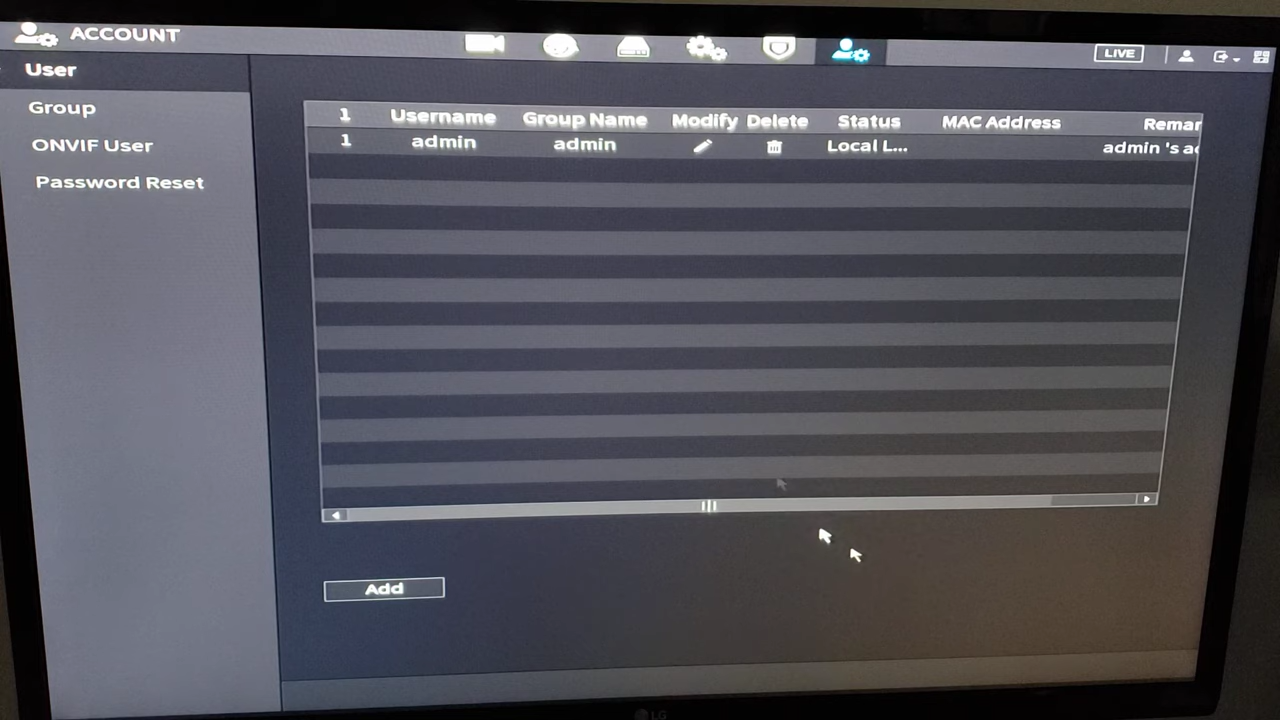 ACCOUNT
LIVE
User
Group
ONVIF User
Password Reset
1 Username Group Name Modify Delete Status MAC Address Remar
1 admin admin Local L... admin 's ac
Add
LG